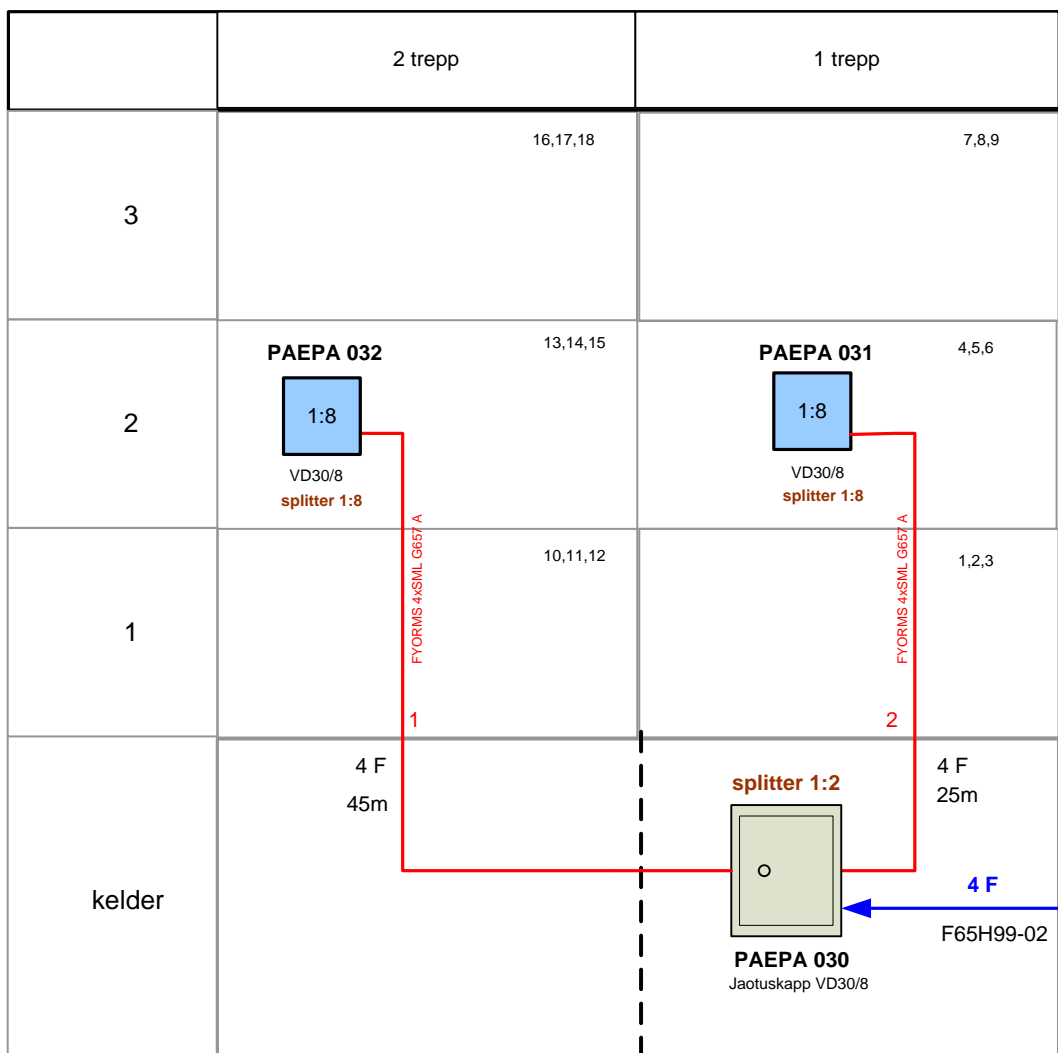 2 trepp
1 trepp
3
16,17,18
7,8,9
2
PAEPA 032
13,14,15
1:8
VD30/8
splitter 1:8
PAEPA 031
4,5,6
1:8
VD30/8
splitter 1:8
1
10,11,12
FYORMS 4xSML G657 A
1
1,2,3
FYORMS 4xSML G657 A
2
kelder
4 F
45m
splitter 1:2
4 F
25m
4 F
F65H99-02
PAEPA 030
Jaotuskapp VD30/8